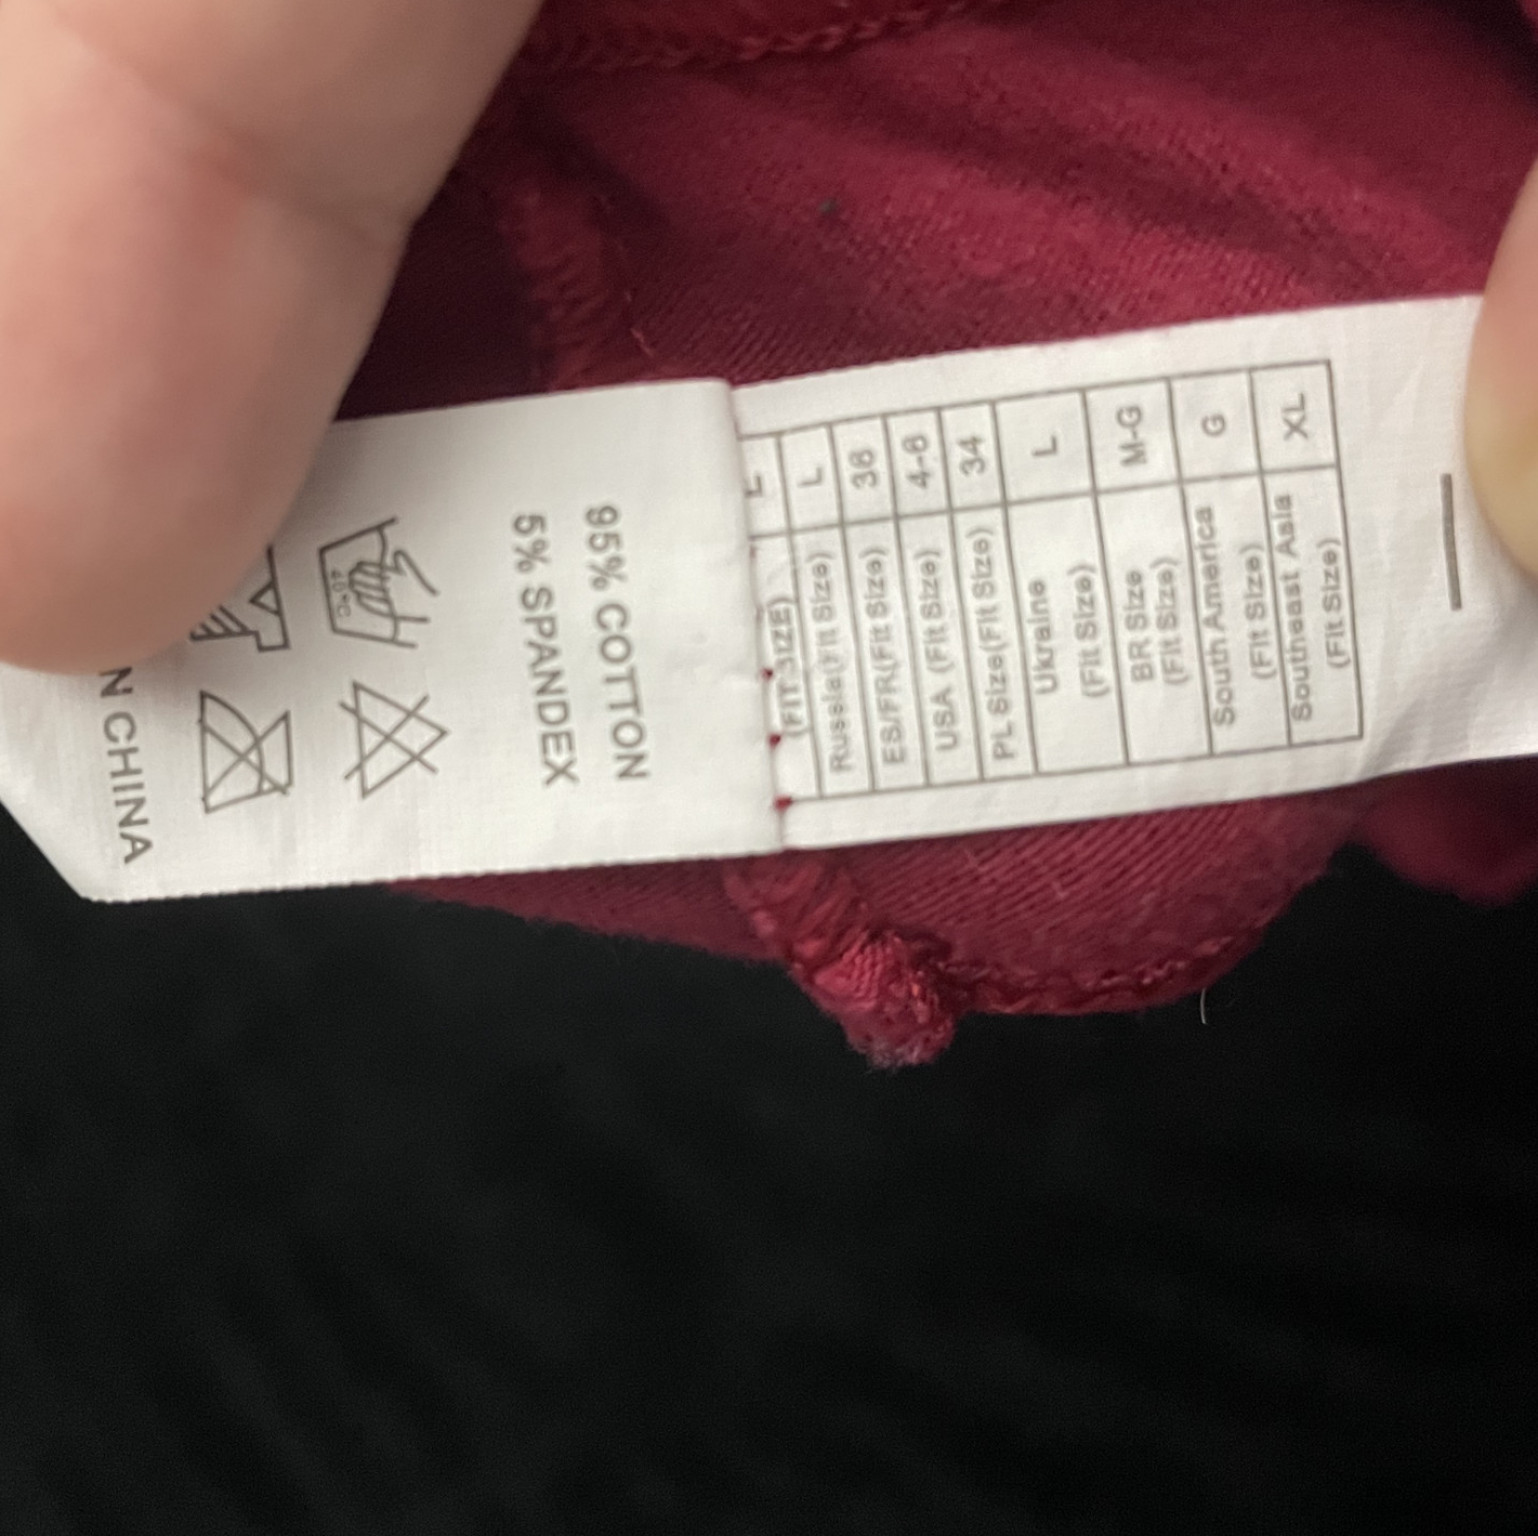 95% COTTON
5% SPANDEX
40°C
N CHINA
L
(FIT SIZE)
Russia(Fit Size) L
ES/FR(Fit Size) 36
USA (Fit Size) 4-6
PL Size(Fit Size) 34
Ukraine
(Fit Size) L
BR Size
(Fit Size) M-G
South America
(Fit Size) G
Southeast Asia
(Fit Size) XL